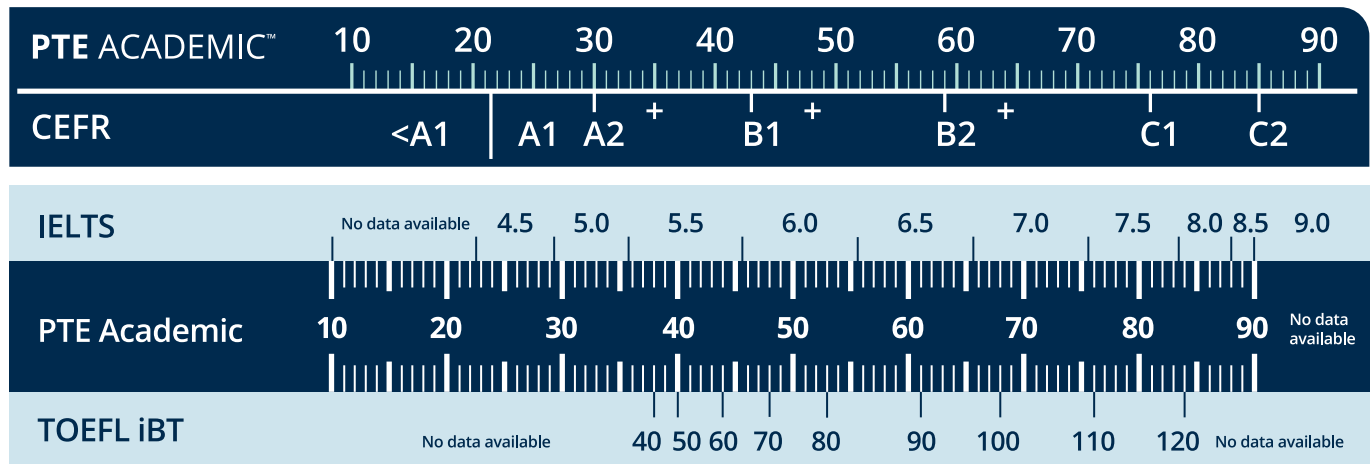 PTE ACADEMIC™ 10 20 30 40 50 60 70 80 90
CEFR <A1 A1 A2 + B1 + B2 + C1 C2
IELTS No data available 4.5 5.0 5.5 6.0 6.5 7.0 7.5 8.0 8.5 9.0
PTE Academic 10 20 30 40 50 60 70 80 90 No data
available
TOEFL iBT No data available 40 50 60 70 80 90 100 110 120 No data available